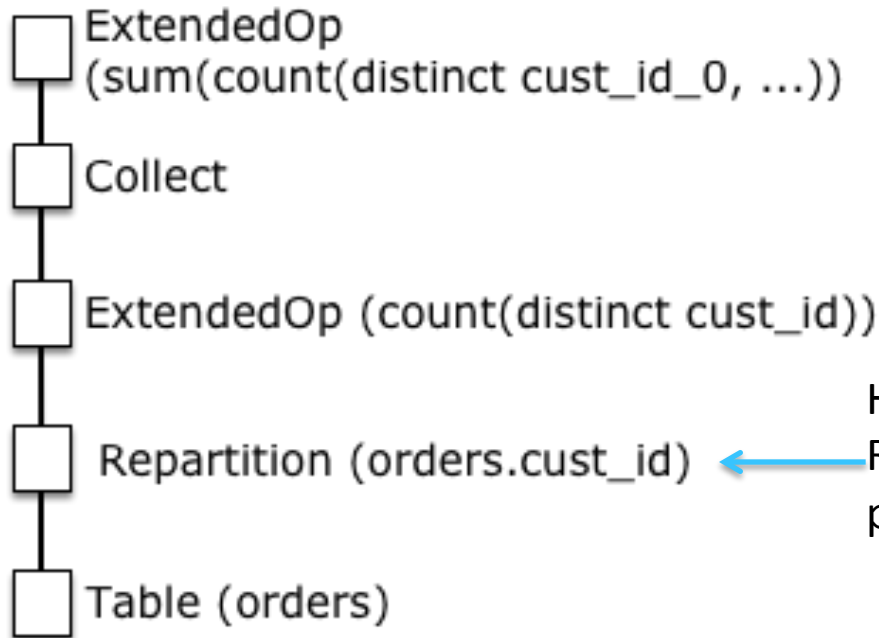 ExtendedOp
(sum(count(distinct cust_id_0, ...))
Collect
ExtendedOp (count(distinct cust_id))
Repartition (orders.cust_id)
Table (orders)